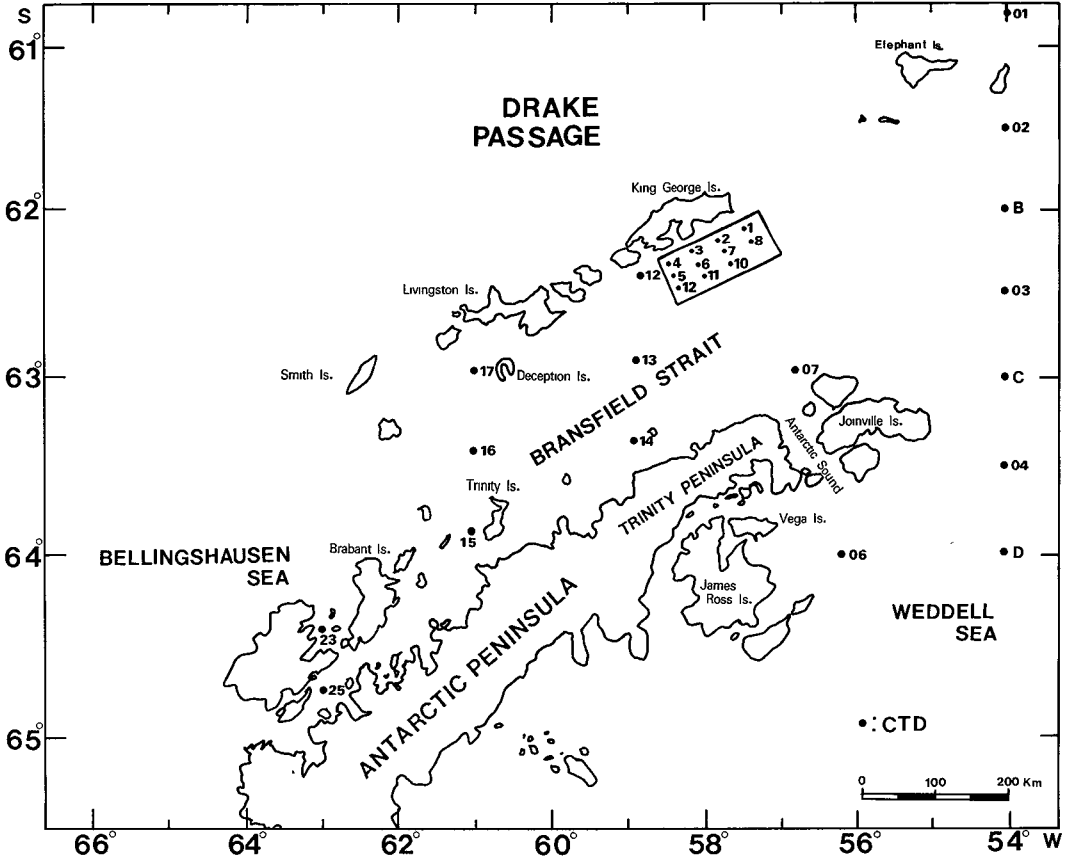 S
01
61°
Elephant Is.
DRAKE
PASSAGE
02
King George Is.
62°
B
1
2
8
3
7
4
6
10
12
5
11
12
Livingston Is.
03
13
BRANSFIELD STRAIT
Smith Is.
17
Deception Is.
07
63°
C
Joinville Is.
Antarctic Sound
14
D
16
TRINITY PENINSULA
04
Trinity Is.
Vega Is.
15
64°
BELLINGSHAUSEN
SEA
Brabant Is.
06
D
James
Ross Is.
WEDDELL
SEA
23
ANTARCTIC PENINSULA
25
65°
: CTD
0
100
200 Km
66°
64°
62°
60°
58°
56°
54° W